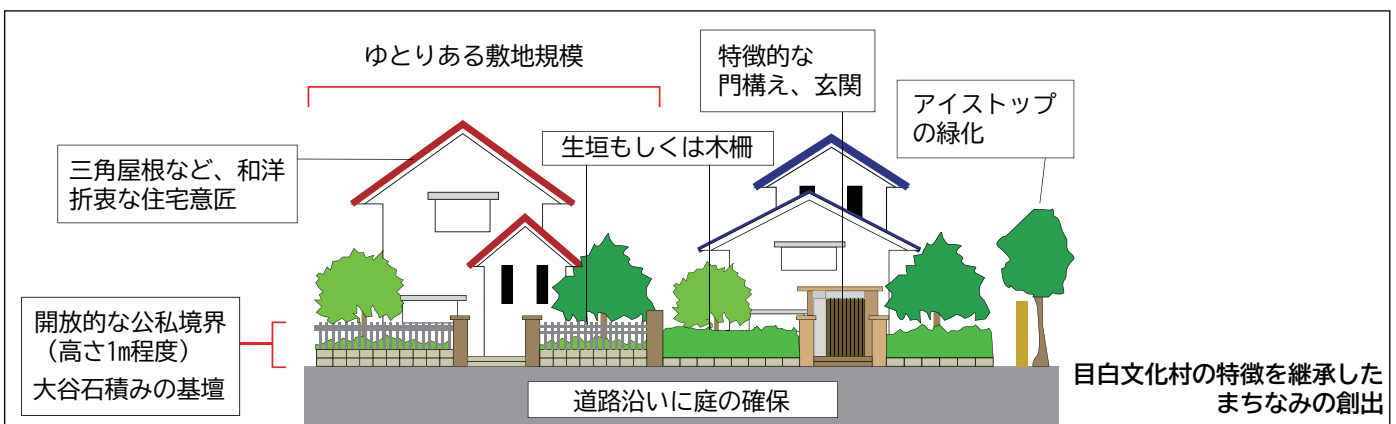 ゆとりある敷地規模
特徴的な
門構え、玄関
アイストップ
の緑化
生垣もしくは木柵
三角屋根など、和洋
折衷な住宅意匠
開放的な公私境界
（高さ1m程度）
大谷石積みの基壇
道路沿いに庭の確保
目白文化村の特徴を継承した
まちなみの創出